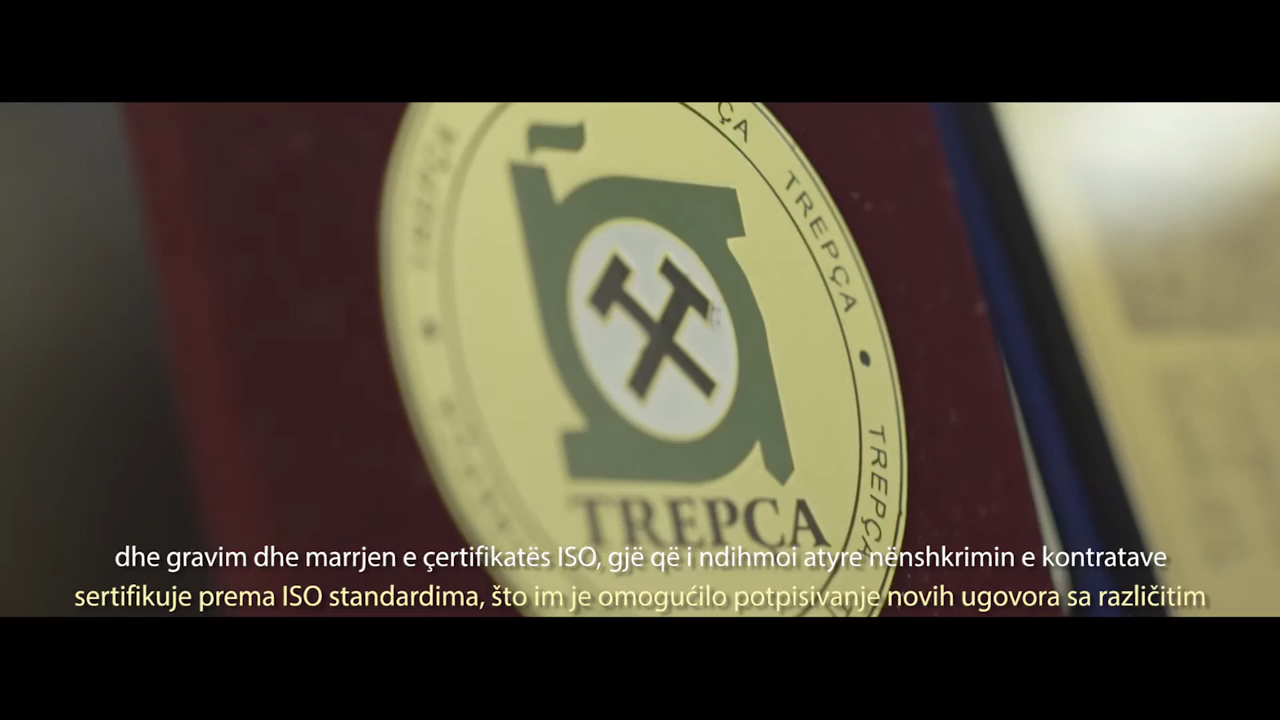 TREPÇA
TREPÇA
TREPÇA
dhe gravim dhe marrjen e çertifikatës ISO, gjë që i ndihmoi atyre nënshkrimin e kontratave
sertifikuje prema ISO standardima, što im je omogućilo potpisivanje novih ugovora sa različitim